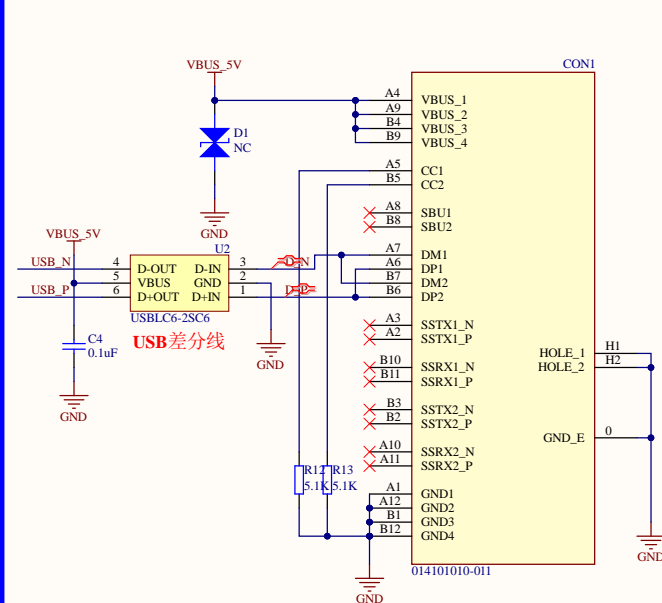 CON1
VBUS_5V
A4 VBUS_1
A9 VBUS_2
B4 VBUS_3
B9 VBUS_4
D1
NC
A5 CC1
B5 CC2
A8 SBU1
B8 SBU2
GND
VBUS_5V
U2
USB_N 4 D-OUT D-IN 3 D_N
5 VBUS GND 2
USB_P 6 D+OUT D+IN 1 D_P
USBLC6-2SC6
A7 DM1
A6 DP1
B7 DM2
B6 DP2
USB差分线
C4
0.1uF
GND
GND
A3 SSTX1_N
A2 SSTX1_P
B10 SSRX1_N
B11 SSRX1_P
B3 SSTX2_N
B2 SSTX2_P
A10 SSRX2_N
A11 SSRX2_P
HOLE_1 H1
HOLE_2 H2
GND_E 0
R12 R13
5.1K 5.1K
A1 GND1
A12 GND2
B1 GND3
B12 GND4
014101010-011
GND
GND